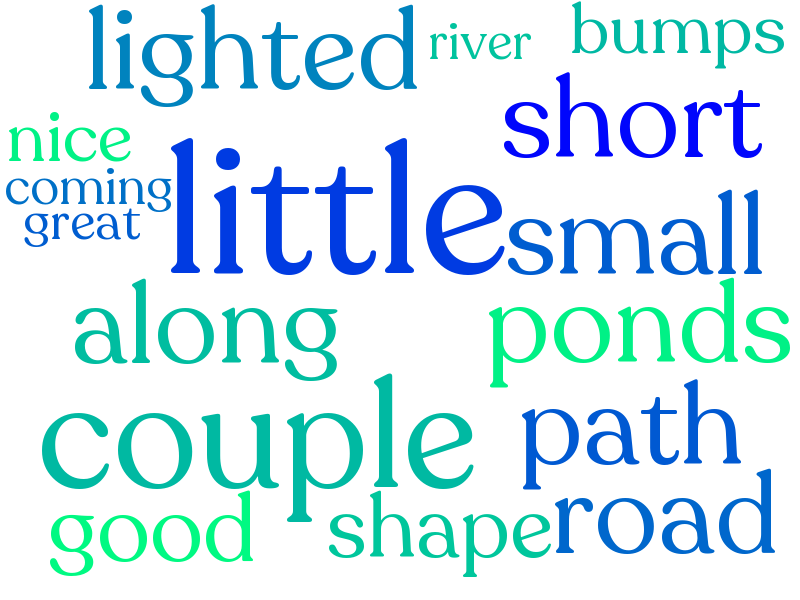 lighted river bumps
short
nice
coming
great
little
small
along
ponds
couple
path
good
shape
road